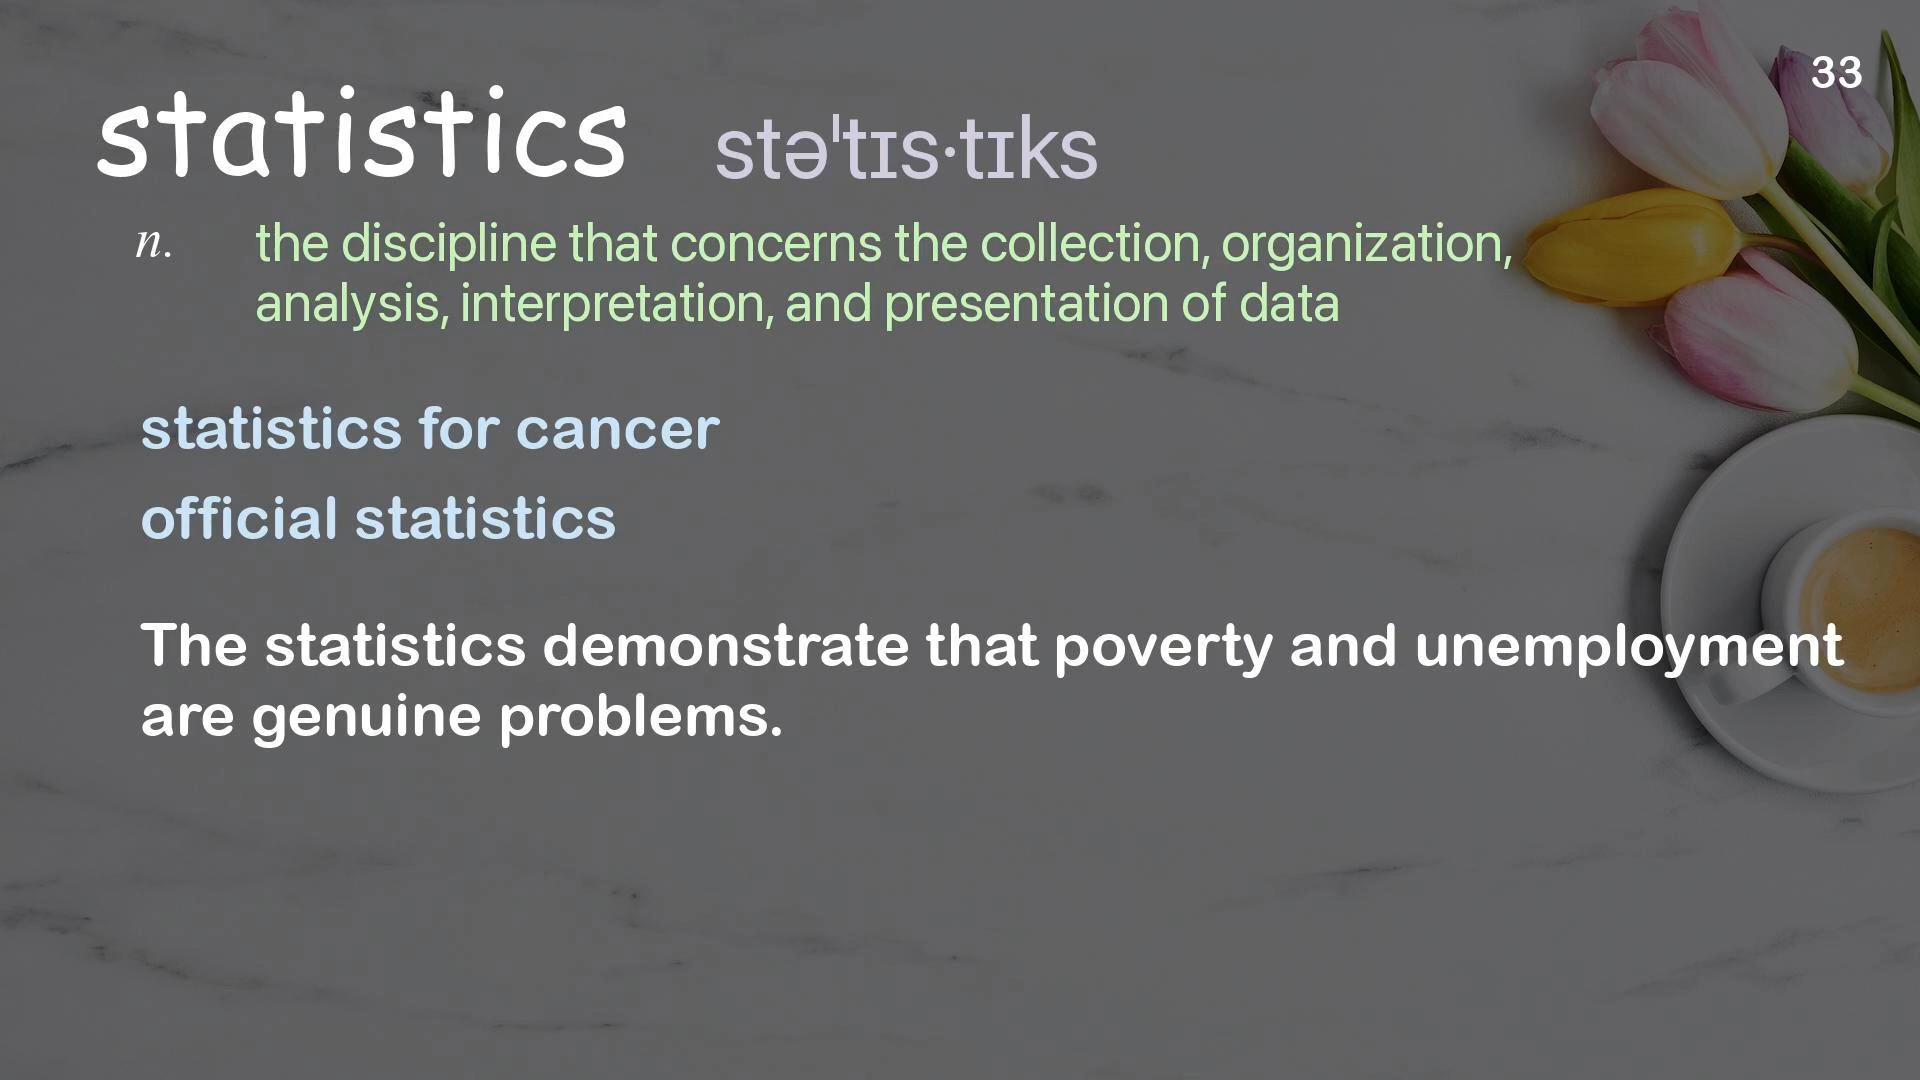 33
statistics stəˈtɪs·tɪks
n. the discipline that concerns the collection, organization,
analysis, interpretation, and presentation of data
statistics for cancer
official statistics
The statistics demonstrate that poverty and unemployment
are genuine problems.